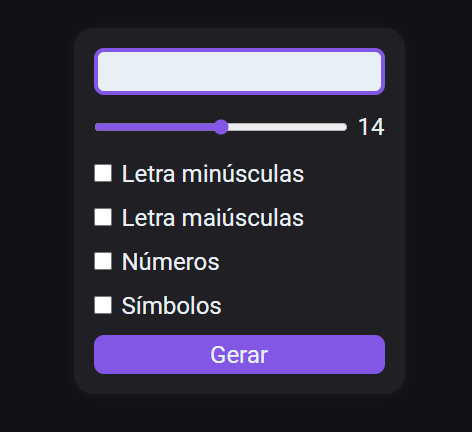 14
Letra minúsculas
Letra maiúsculas
Números
Símbolos
Gerar